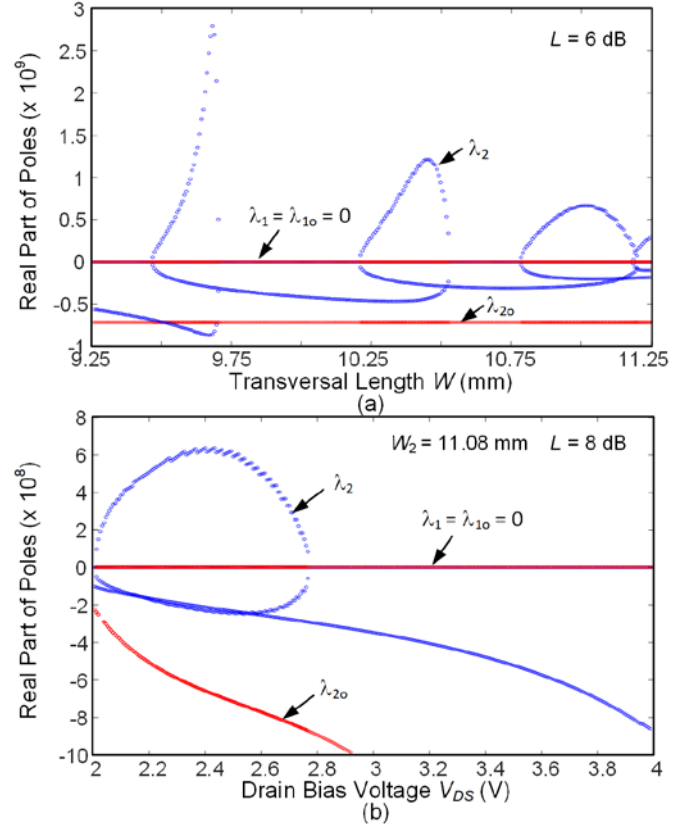 3
2.5
2
1.5
1
0.5
0
-0.5
-1
Real Part of Poles (x 10⁹)
L = 6 dB
λ₂
λ₁ = λ₁ₒ = 0
λ₂ₒ
9.25 9.75 10.25 10.75 11.25
Transversal Length W (mm)
(a)
8
6
4
2
0
-2
-4
-6
-8
-10
Real Part of Poles (x 10⁸)
W₂ = 11.08 mm L = 8 dB
λ₂
λ₁ = λ₁ₒ = 0
λ₂ₒ
2 2.2 2.4 2.6 2.8 3 3.2 3.4 3.6 3.8 4
Drain Bias Voltage V_DS (V)
(b)